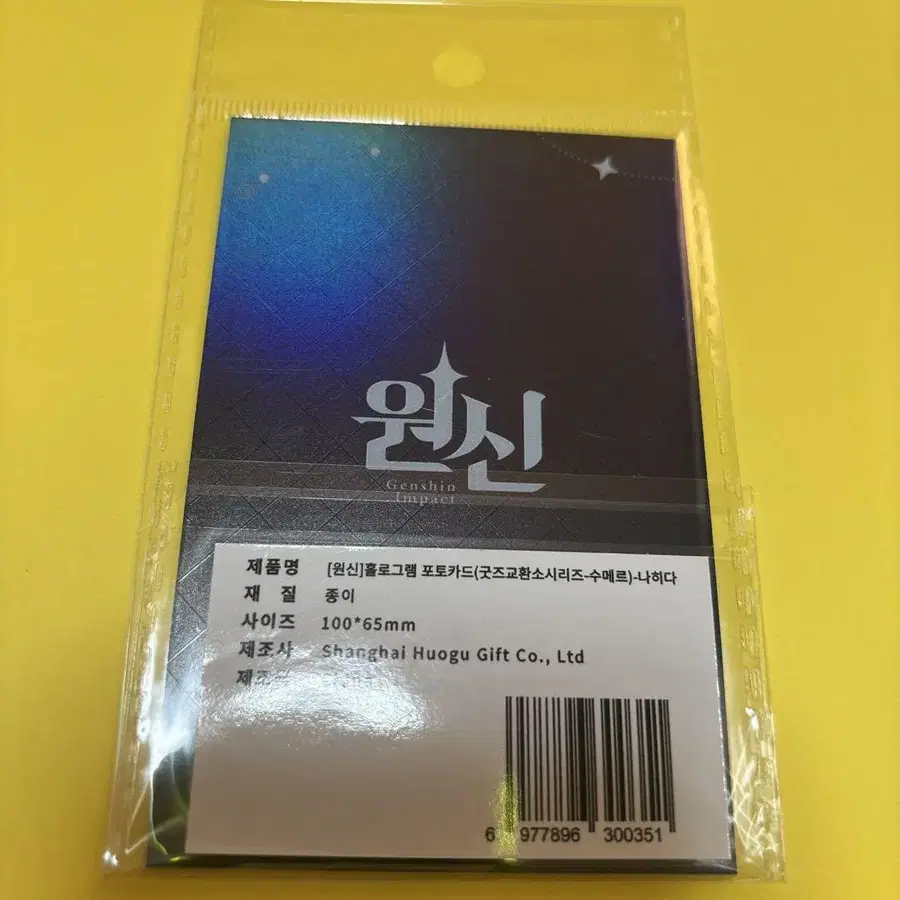 원신
Genshin
Impact
제품명 [원신]홀로그램 포토카드(굿즈교환소시리즈-수메르)-나히다
재 질 종이
사이즈 100*65mm
제조사 Shanghai Huogu Gift Co., Ltd
977896 300351